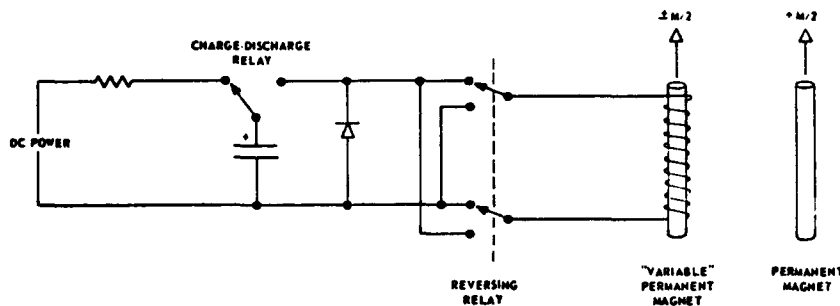 ± M/2
+ M/2
CHARGE-DISCHARGE
RELAY
DC POWER
+
REVERSING
RELAY
"VARIABLE"
PERMANENT
MAGNET
PERMANENT
MAGNET